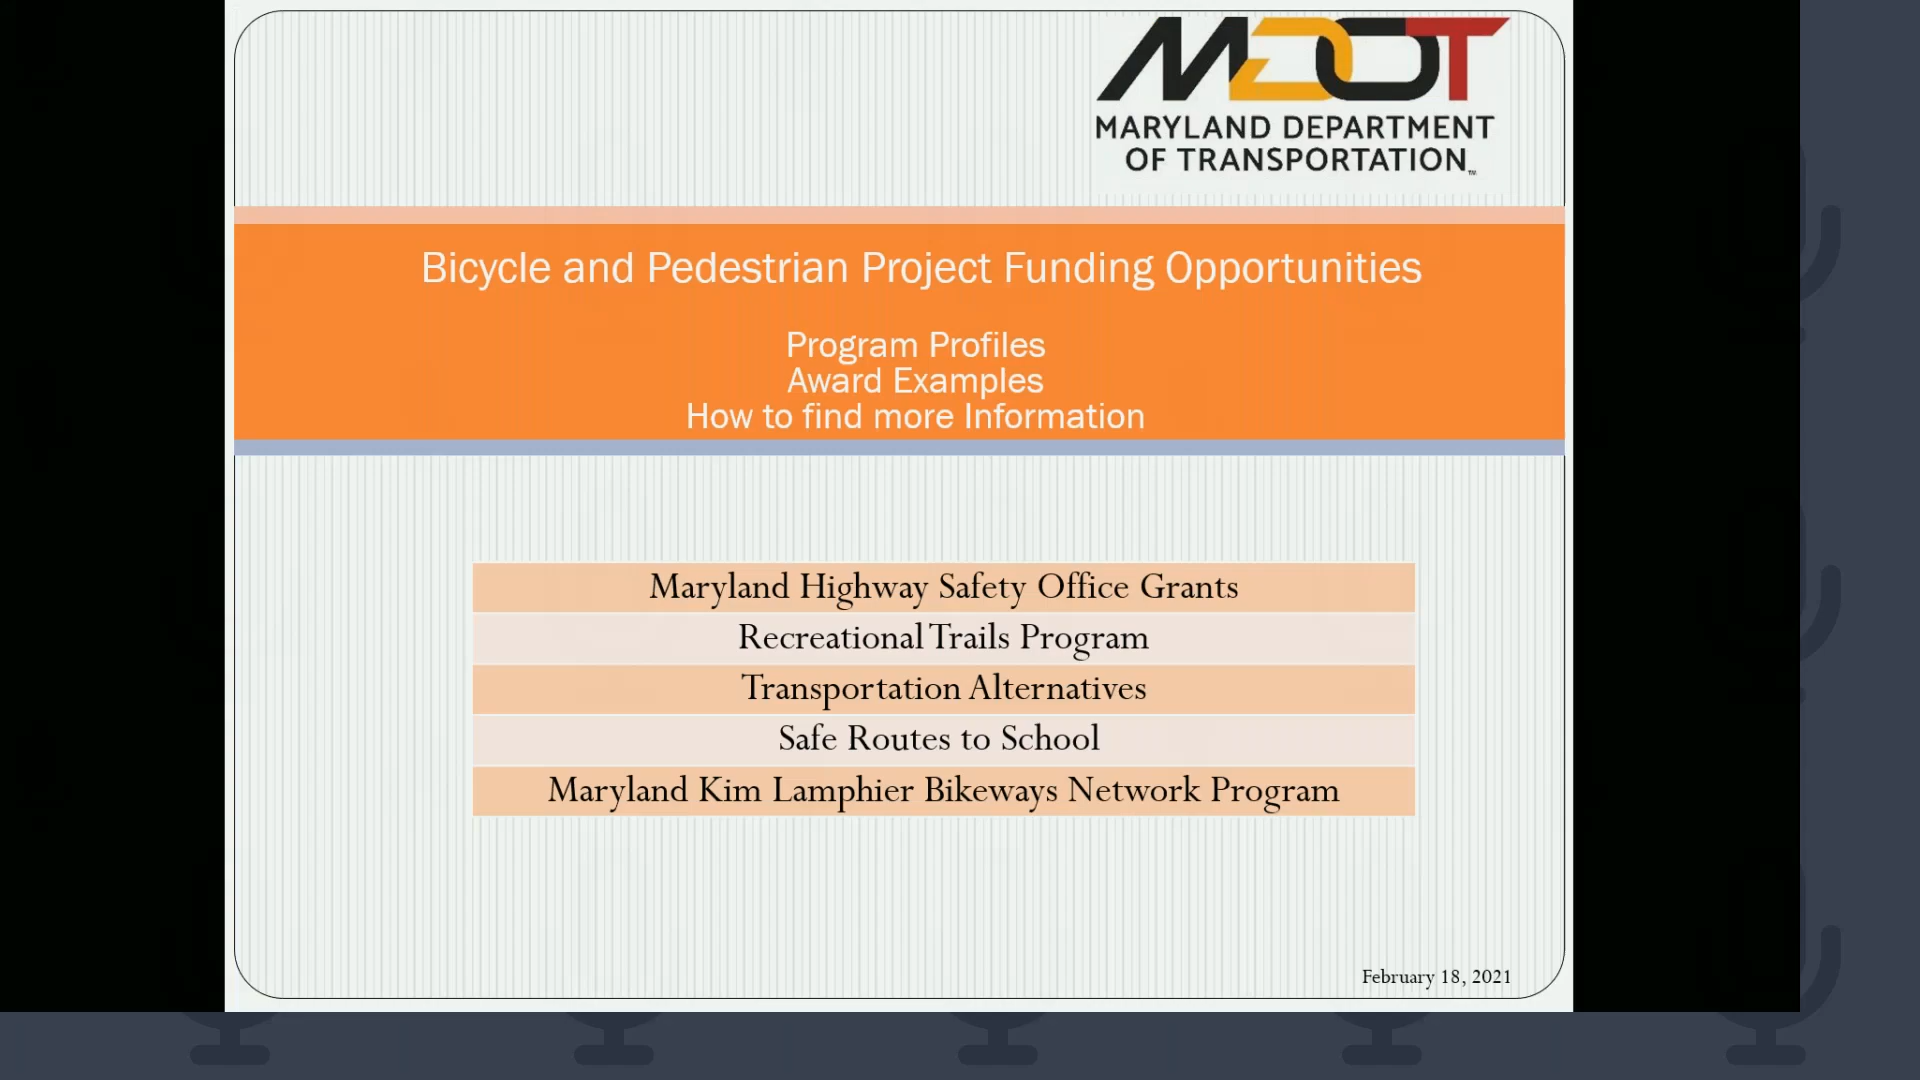 MDOT
MARYLAND DEPARTMENT
OF TRANSPORTATION™
Bicycle and Pedestrian Project Funding Opportunities
Program Profiles
Award Examples
How to find more Information
Maryland Highway Safety Office Grants
Recreational Trails Program
Transportation Alternatives
Safe Routes to School
Maryland Kim Lamphier Bikeways Network Program
February 18, 2021